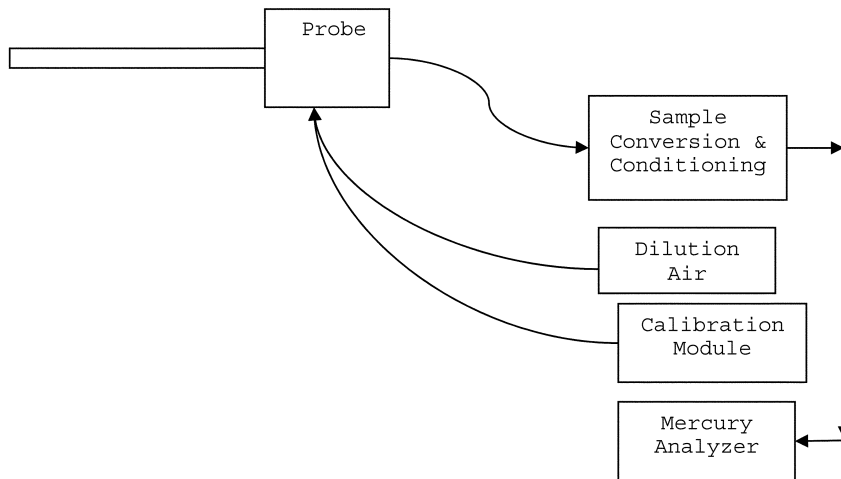 Probe
Sample
Conversion &
Conditioning
Dilution
Air
Calibration
Module
Mercury
Analyzer